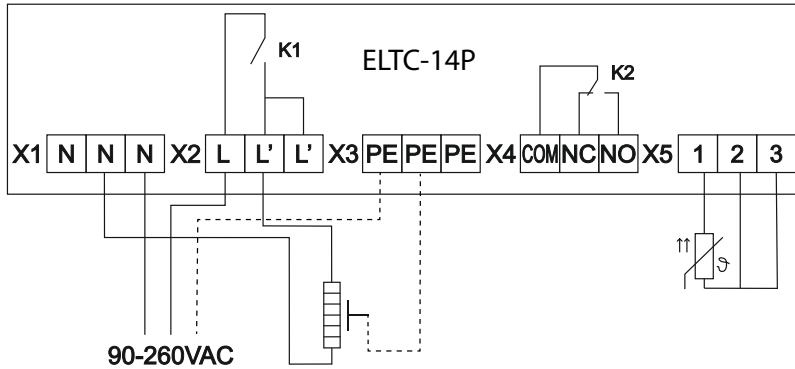 ELTC-14P
K1
K2
X1 N N N X2 L L' L' X3 PE PE PE X4 COM NC NO X5 1 2 3
↑↑
ϑ
90-260VAC